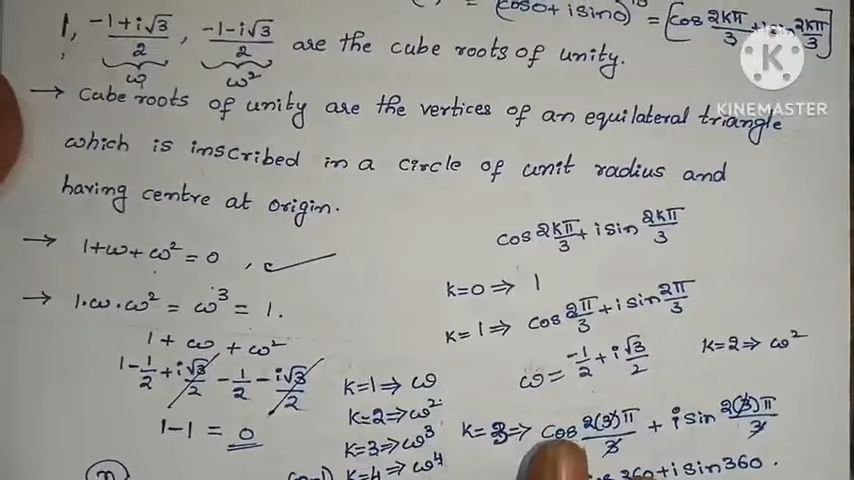 = (cos0 + i sin0) = [cos 2kπ/3 + i sin 2kπ/3]
1, (-1+i√3)/2, (-1-i√3)/2 are the cube roots of unity.
ω ω²
KINEMASTER
→ Cube roots of unity are the vertices of an equilateral triangle
which is inscribed in a circle of unit radius and
having centre at origin.
→ 1+ω+ω² = 0, ✓
→ 1·ω·ω² = ω³ = 1.
1 + ω + ω²
1 - 1/2 + i√3/2 - 1/2 - i√3/2
1-1 = 0
cos 2kπ/3 + i sin 2kπ/3
k=0 ⇒ 1
k=1 ⇒ cos 2π/3 + i sin 2π/3
ω = -1/2 + i √3/2
k=2 ⇒ ω²
k=1 ⇒ ω
k=2 ⇒ ω²
k=3 ⇒ ω³
k=4 ⇒ ω⁴
k=3 ⇒ cos 2(3)π/3 + i sin 2(3)π/3
360 + i sin 360.